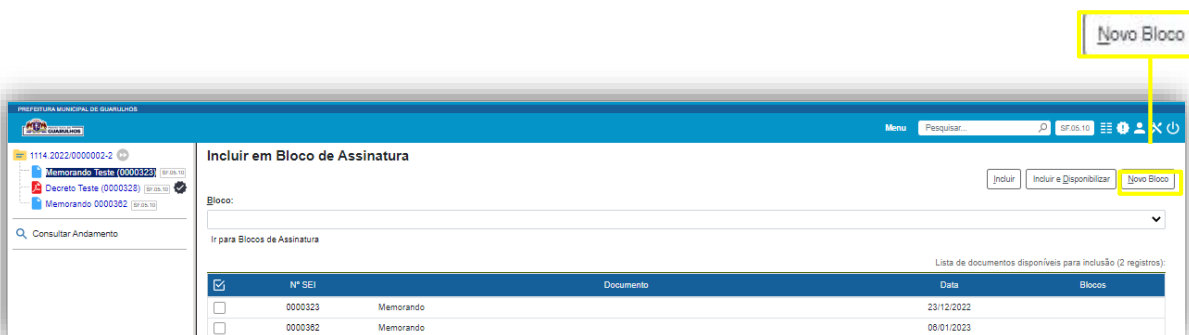 Novo Bloco
PREFEITURA MUNICIPAL DE GUARULHOS
GUARULHOS
Menu Pesquisar... SF.05.10
1114.2022/0000002-2
Memorando Teste (0000323) SF.05.10
Decreto Teste (0000328) SF.05.10
Memorando 0000362 SF.05.10
Consultar Andamento
Incluir em Bloco de Assinatura
Incluir Incluir e Disponibilizar Novo Bloco
Bloco:
Ir para Blocos de Assinatura
Lista de documentos disponíveis para inclusão (2 registros):
Nº SEI Documento Data Blocos
0000323 Memorando 23/12/2022
0000362 Memorando 06/01/2023